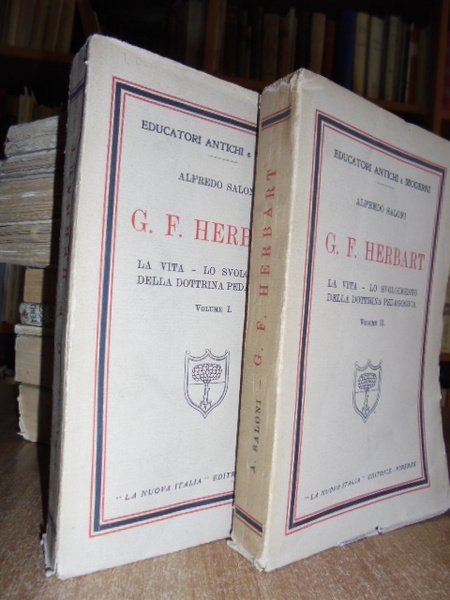 EDUCATORI ANTICHI e
ALFREDO SALONI
G. F. HERB
LA VITA - LO SVOLG
DELLA DOTTRINA PEDA
VOLUME I.
"LA NUOVA ITALIA" EDITR
A. SALONI - G. F. HERBART
EDUCATORI ANTICHI e MODERNI
ALFREDO SALONI
G. F. HERBART
LA VITA - LO SVOLGIMENTO
DELLA DOTTRINA PEDAGOGICA
VOLUME II.
"LA NUOVA ITALIA" EDITRICE - FIRENZE